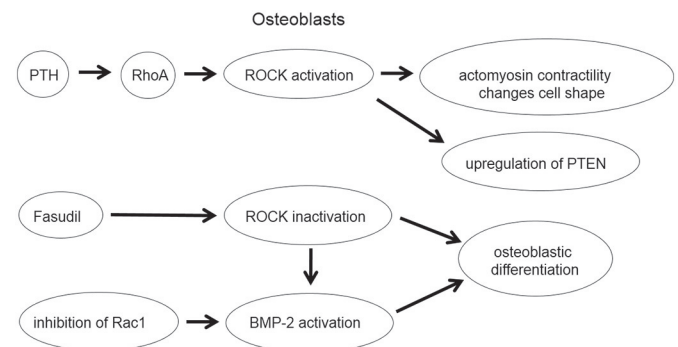 Osteoblasts
PTH
RhoA
ROCK activation
actomyosin contractility
changes cell shape
upregulation of PTEN
Fasudil
ROCK inactivation
osteoblastic
differentiation
inhibition of Rac1
BMP-2 activation